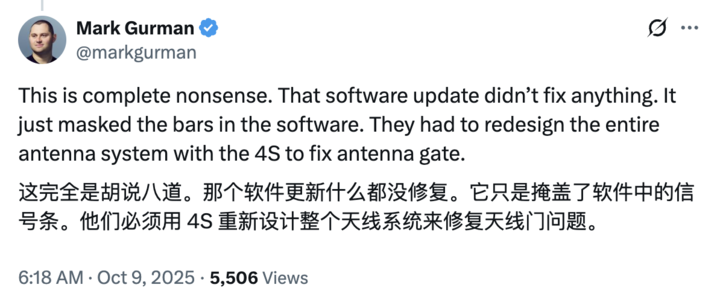 Mark Gurman
@markgurman
This is complete nonsense. That software update didn’t fix anything. It
just masked the bars in the software. They had to redesign the entire
antenna system with the 4S to fix antenna gate.
这完全是胡说八道。那个软件更新什么都没修复。它只是掩盖了软件中的信
号条。他们必须用 4S 重新设计整个天线系统来修复天线门问题。
6:18 AM · Oct 9, 2025 · 5,506 Views